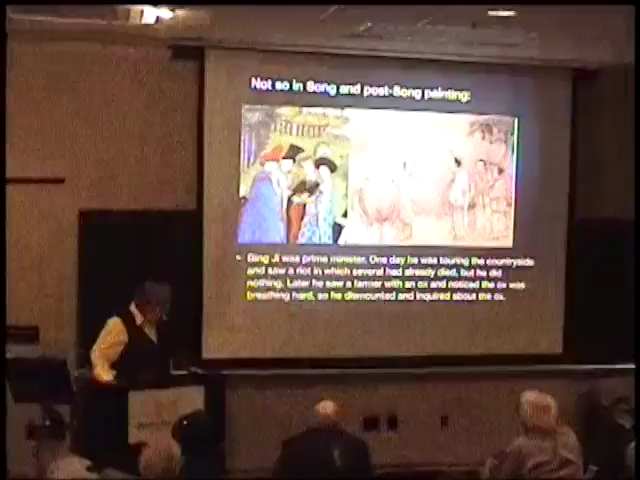 Not so in Song and post-Song painting:
Bing Ji was prime minister. One day he was touring the countryside
and saw a riot in which several had already died, but he did
nothing. Later he saw a farmer with an ox and noticed the ox was
breathing hard, so he dismounted and inquired about the ox.